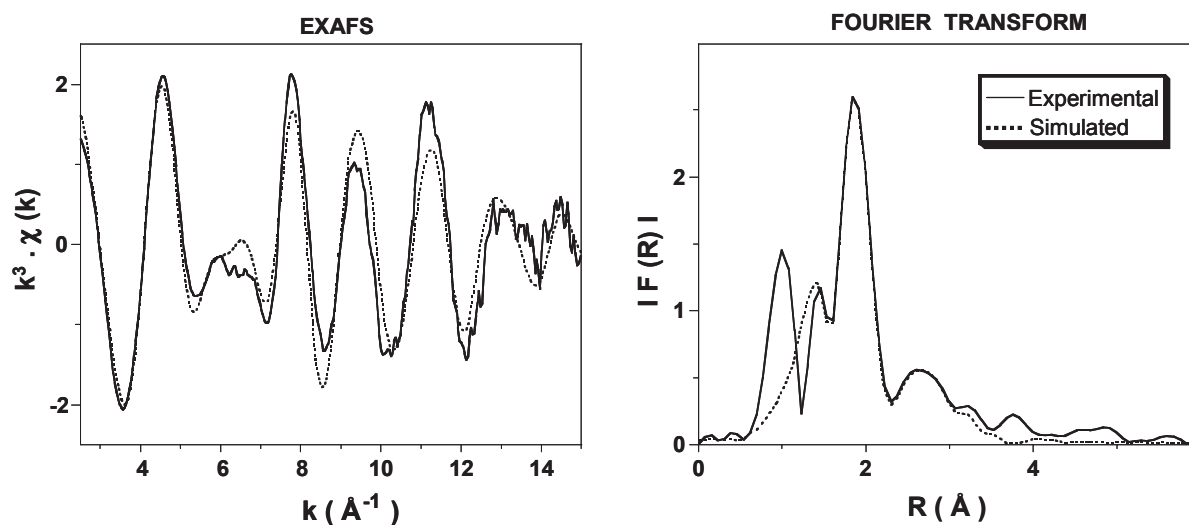 EXAFS
k³ . χ (k)
2
0
-2
4 6 8 10 12 14
k ( Å⁻¹ )
FOURIER TRANSFORM
Experimental
Simulated
I F (R) I
2
1
0
0 2 4
R ( Å )